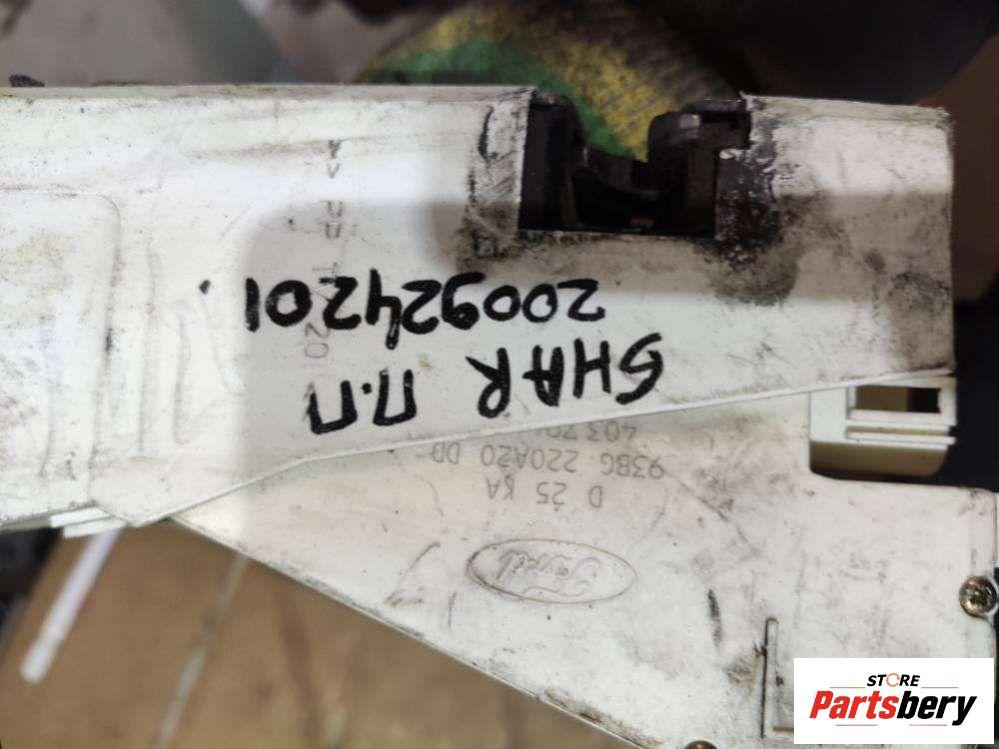 Ford
D 25 KA
93BG 220A20 DD
SHAR П.П
200924201
STORE
Partsbery